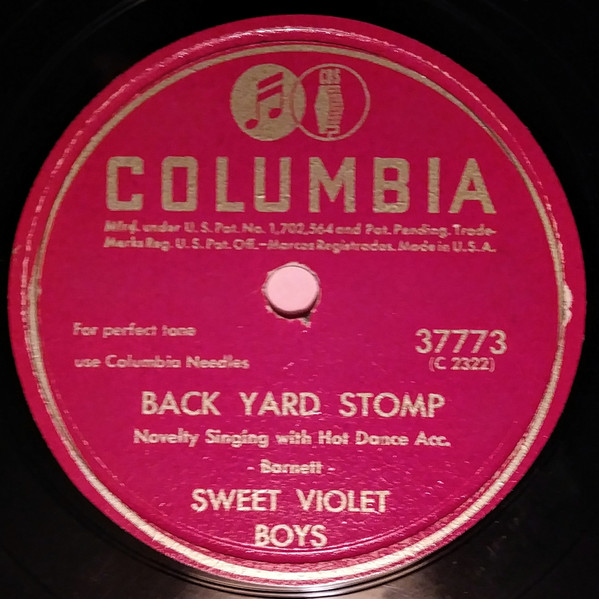 CBS
COLUMBIA
Mfrd. under U.S. Pat. No. 1,702,564 and Pat. Pending. Trade-
Marks Reg. U.S. Pat. Off.—Marcas Registradas. Made in U.S.A.
For perfect tone
use Columbia Needles
37773
(C 2322)
BACK YARD STOMP
Novelty Singing with Hot Dance Acc.
- Barnett -
SWEET VIOLET
BOYS